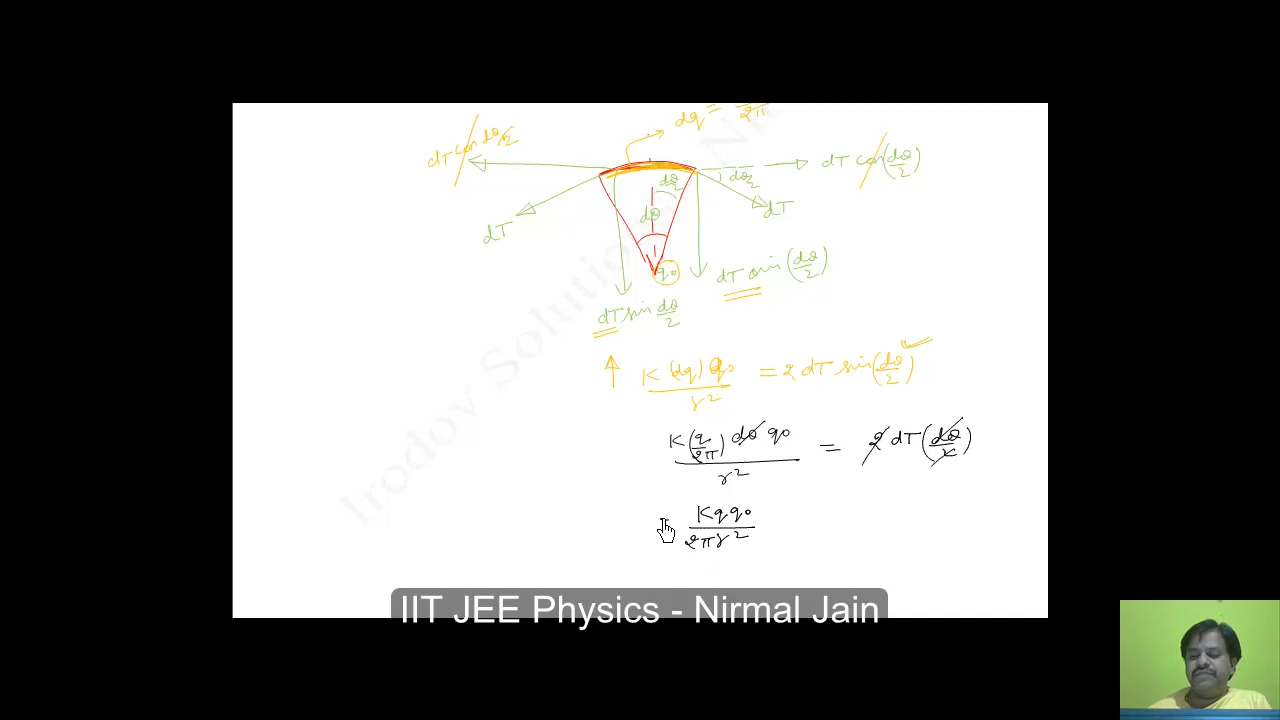 dq = /2π
dT cos dθ/2
dT cos(dθ/2)
dθ/2
dθ/2
dT
dθ
dT
q₀
dT sin(dθ/2)
dT sin dθ/2
↑ K(dq)q₀/r² = 2 dT sin(dθ/2)
K(q/2π)dθ q₀/r² = 2 dT(dθ/2)
Kqq₀/2πr²
Irodov Solutions
IIT JEE Physics - Nirmal Jain